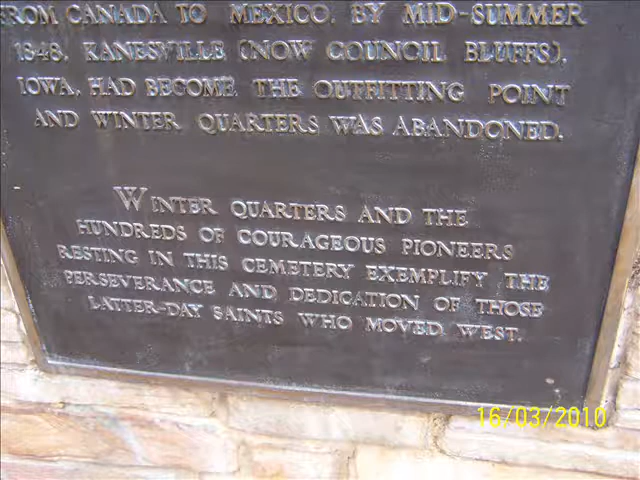 FROM CANADA TO MEXICO. BY MID-SUMMER
1848, KANESVILLE (NOW COUNCIL BLUFFS),
IOWA, HAD BECOME THE OUTFITTING POINT
AND WINTER QUARTERS WAS ABANDONED.
WINTER QUARTERS AND THE
HUNDREDS OF COURAGEOUS PIONEERS
RESTING IN THIS CEMETERY EXEMPLIFY THE
PERSEVERANCE AND DEDICATION OF THOSE
LATTER-DAY SAINTS WHO MOVED WEST.
16/03/2010